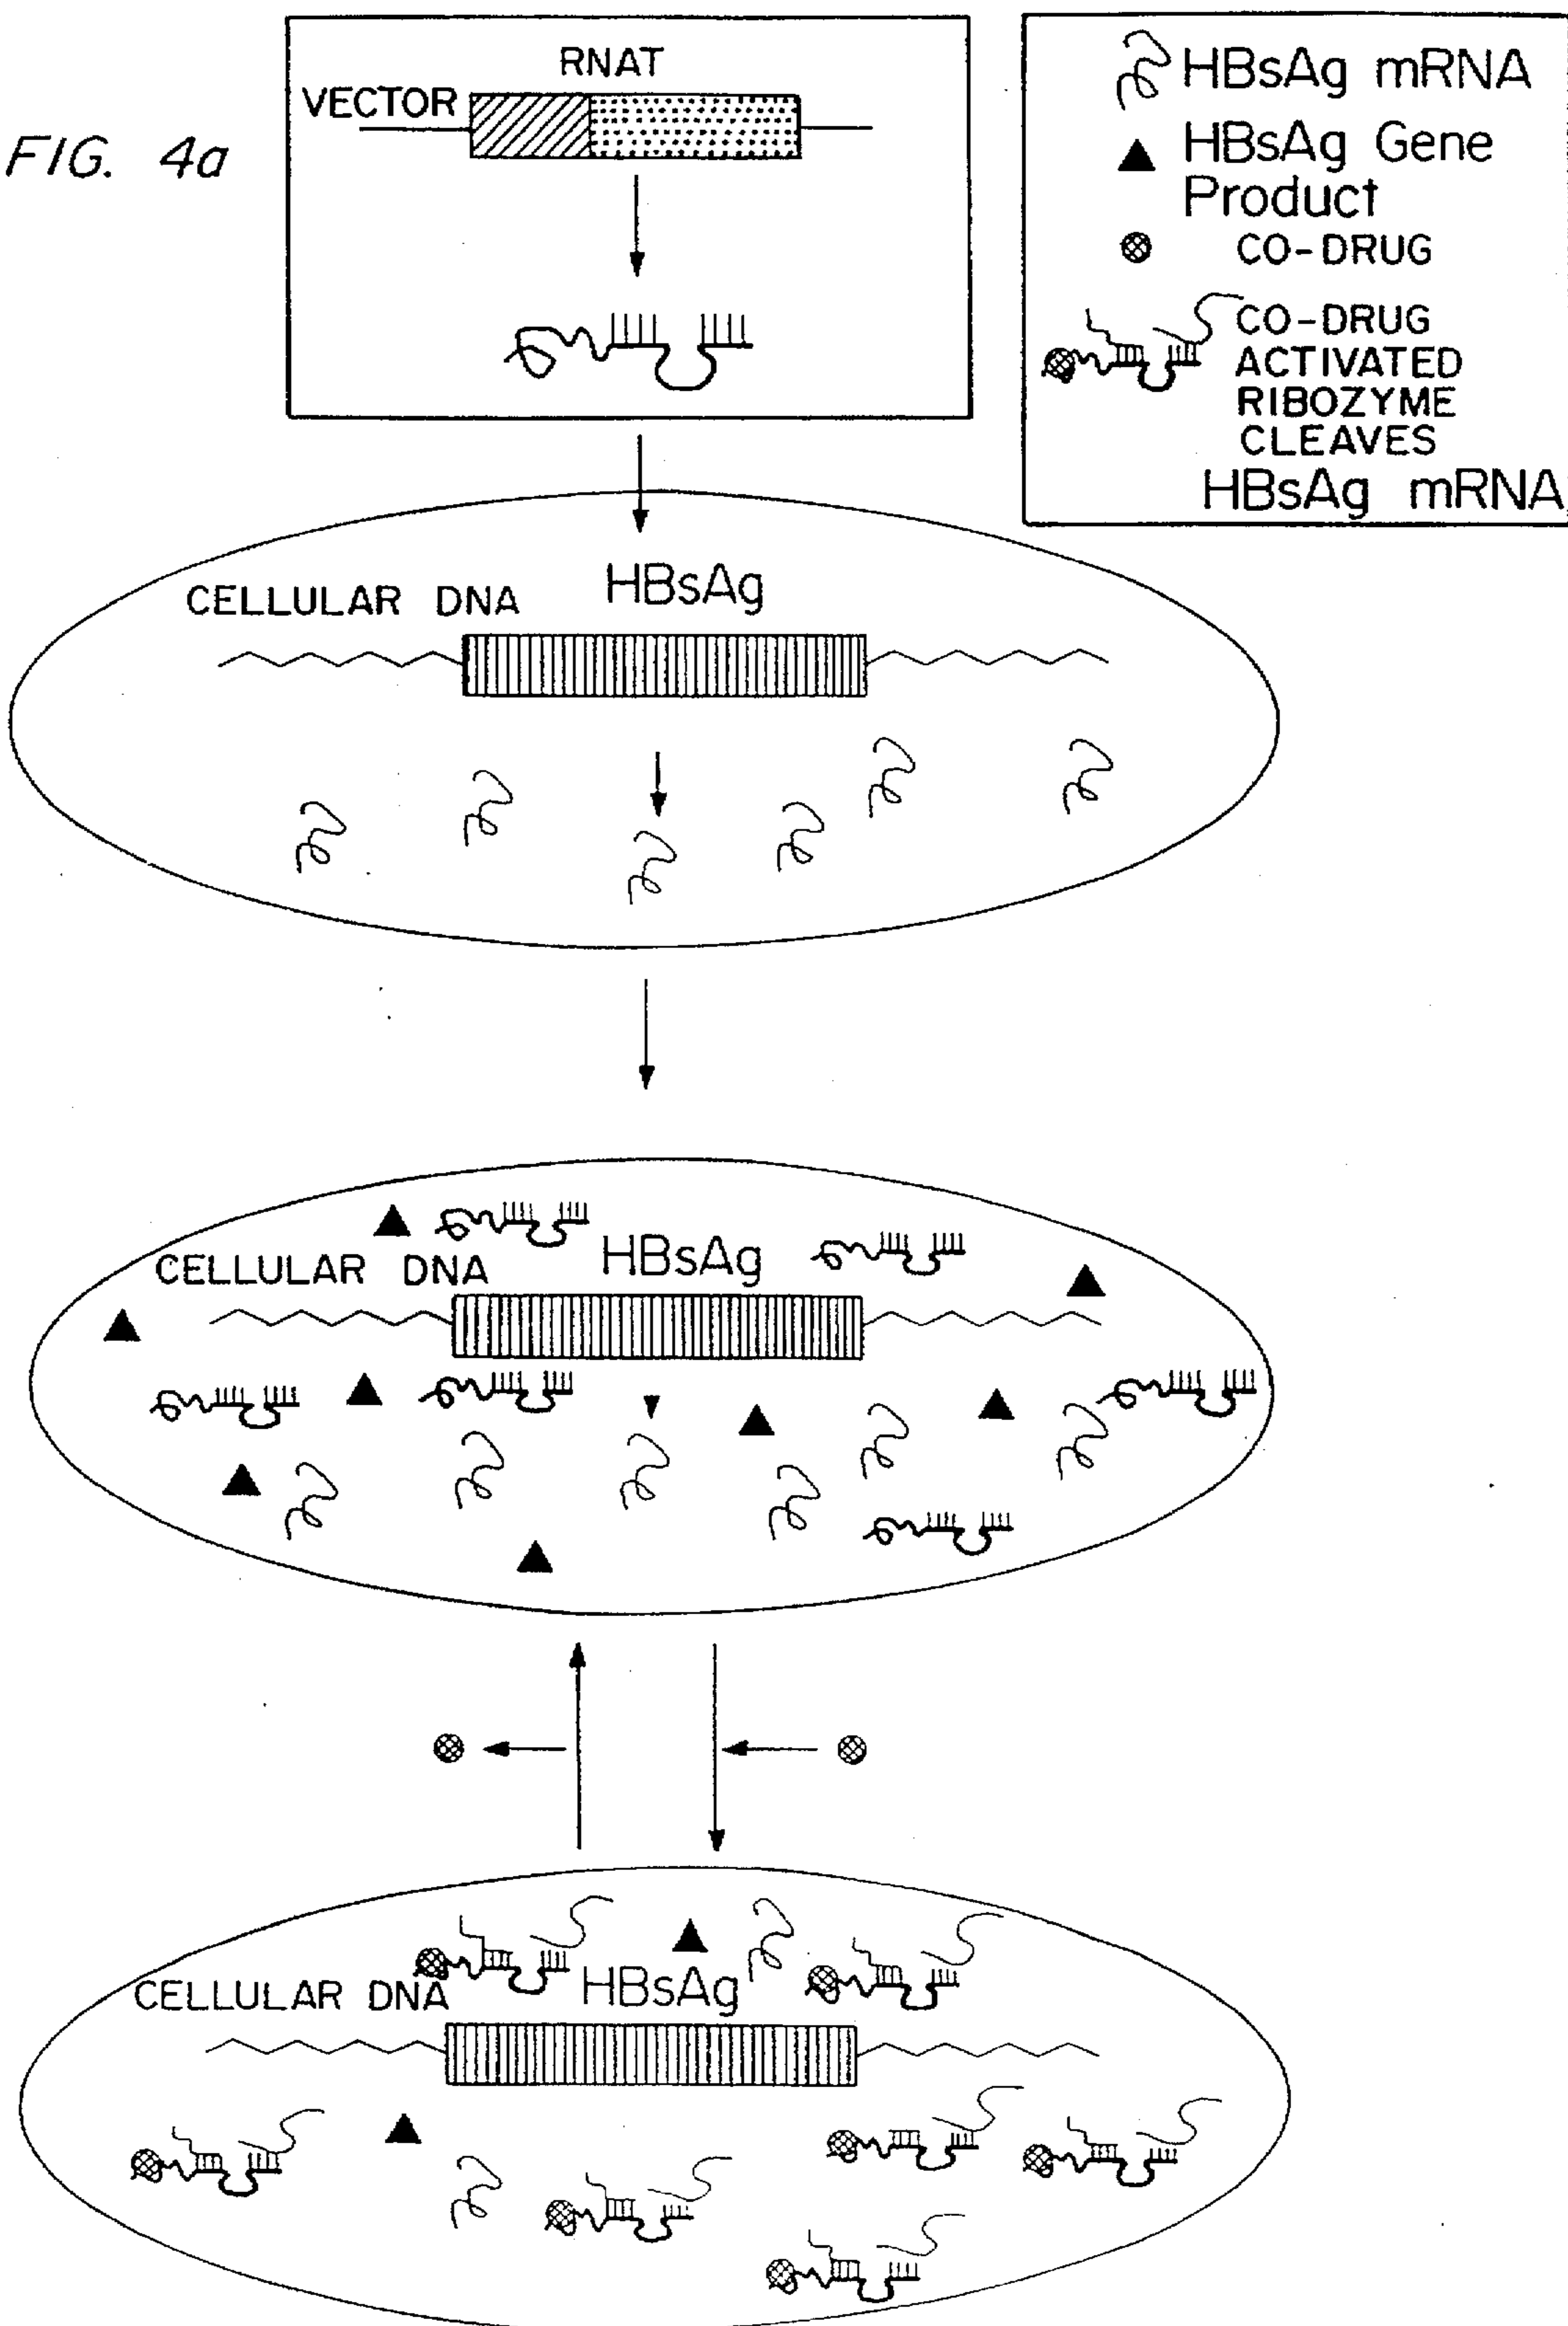 FIG. 4a
RNAT
VECTOR
HBsAg mRNA
HBsAg Gene
Product
CO-DRUG
CO-DRUG
ACTIVATED
RIBOZYME
CLEAVES
HBsAg mRNA
CELLULAR DNA HBsAg
CELLULAR DNA HBsAg
CELLULAR DNA HBsAg